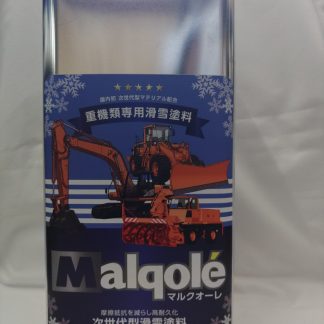 国内初 次世代型マテリアル配合
重機類専用滑雪塗料
Malqolé
マルクオーレ
摩擦抵抗を減らし高耐久化
次世代型滑雪塗料